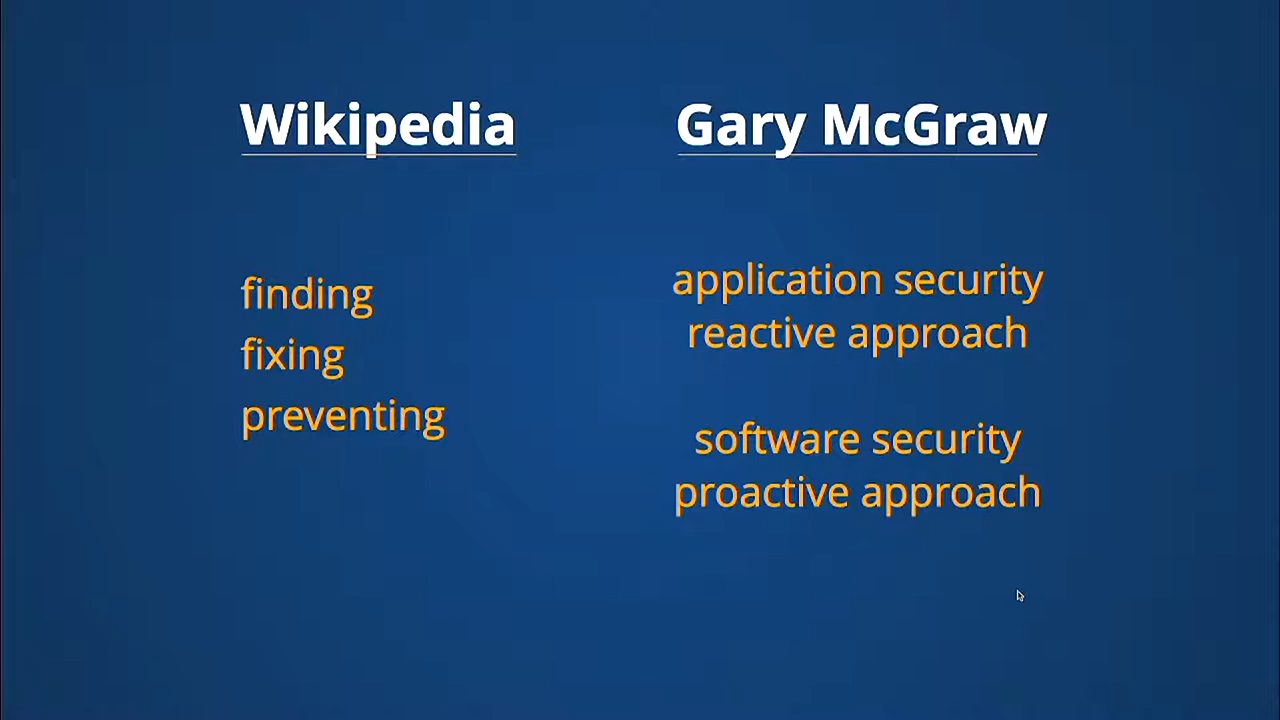 Wikipedia
finding
fixing
preventing
Gary McGraw
application security
reactive approach
software security
proactive approach